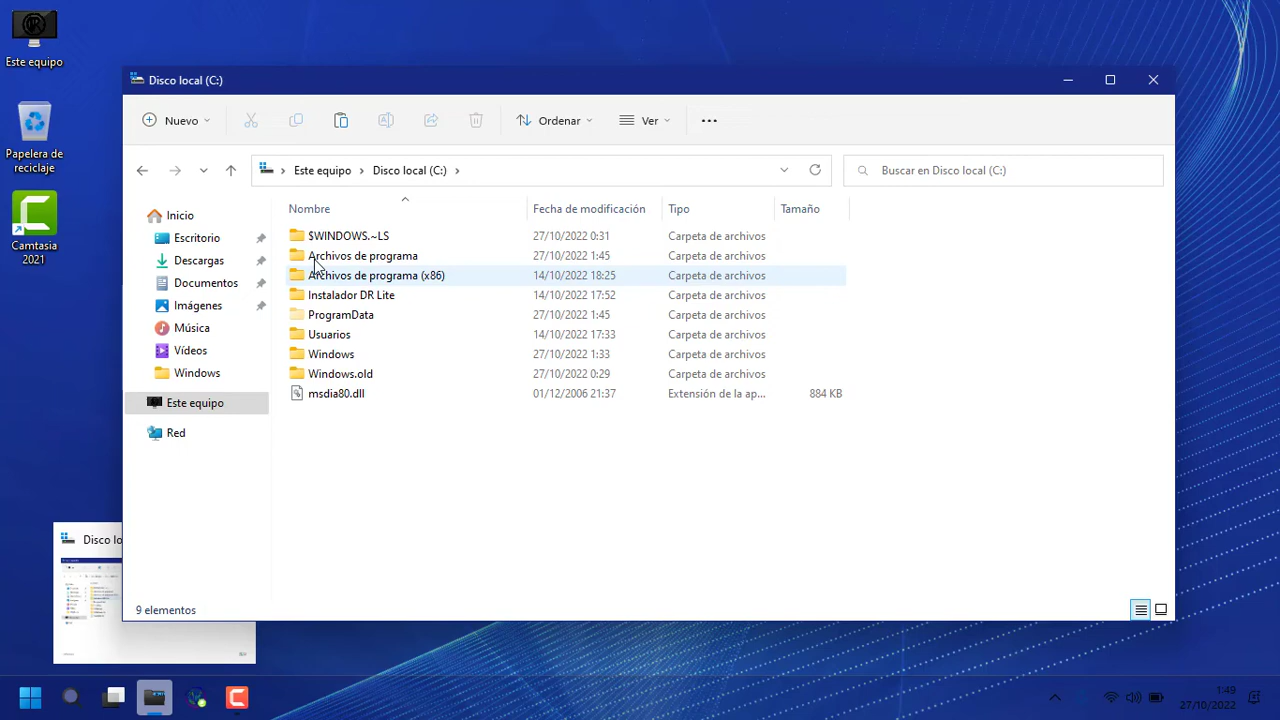 Este equipo
Papelera de
reciclaje
Camtasia
2021
Disco local (C:)
Nuevo
Ordenar
Ver
Este equipo
Disco local (C:)
Buscar en Disco local (C:)
Inicio
Escritorio
Descargas
Documentos
Imágenes
Música
Vídeos
Windows
Este equipo
Red
Nombre Fecha de modificación Tipo Tamaño
$WINDOWS.~LS 27/10/2022 0:31 Carpeta de archivos
Archivos de programa 27/10/2022 1:45 Carpeta de archivos
Archivos de programa (x86) 14/10/2022 18:25 Carpeta de archivos
Instalador DR Lite 14/10/2022 17:52 Carpeta de archivos
ProgramData 27/10/2022 1:45 Carpeta de archivos
Usuarios 14/10/2022 17:33 Carpeta de archivos
Windows 27/10/2022 1:33 Carpeta de archivos
Windows.old 27/10/2022 0:29 Carpeta de archivos
msdia80.dll 01/12/2006 21:37 Extensión de la ap... 884 KB
9 elementos
Disco lo
1:49
27/10/2022